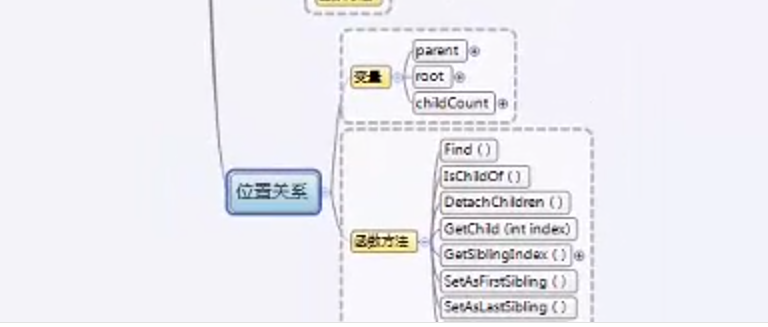 变量
parent
root
childCount
位置关系
函数方法
Find ( )
IsChildOf ( )
DetachChildren ( )
GetChild (int index)
GetSiblingIndex ( )
SetAsFirstSibling ( )
SetAsLastSibling ( )